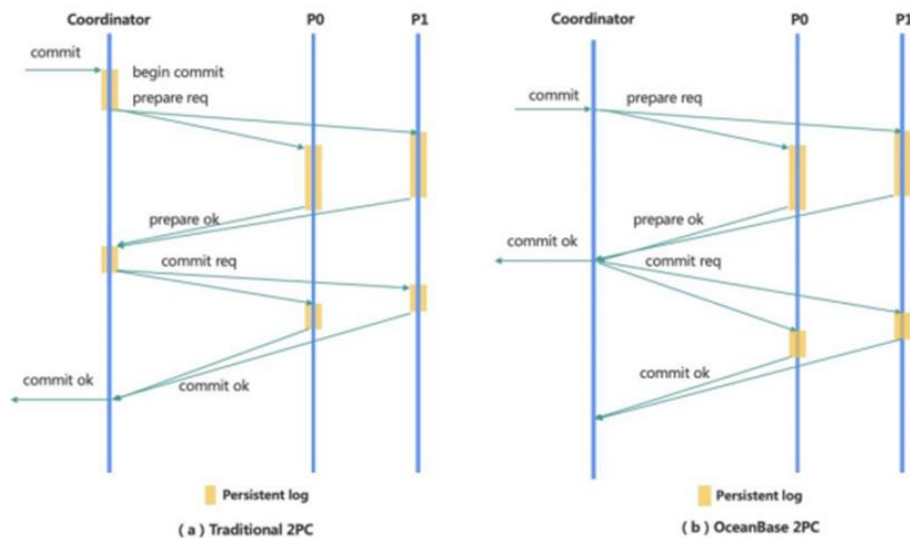 Coordinator
P0
P1
commit
begin commit
prepare req
prepare ok
commit req
commit ok
commit ok
Persistent log
( a ) Traditional 2PC
Coordinator
P0
P1
commit
prepare req
prepare ok
commit ok
commit req
commit ok
Persistent log
( b ) OceanBase 2PC